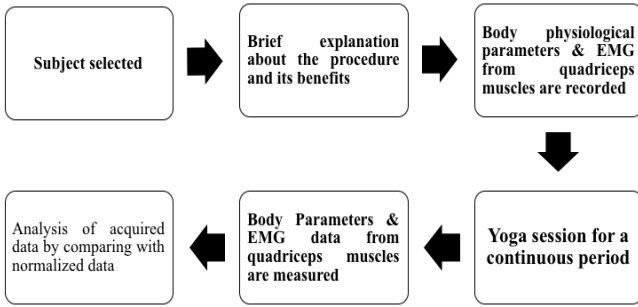 Subject selected
Brief explanation
about the procedure
and its benefits
Body physiological
parameters & EMG
from quadriceps
muscles are recorded
Yoga session for a
continuous period
Body Parameters &
EMG data from
quadriceps muscles
are measured
Analysis of acquired
data by comparing with
normalized data